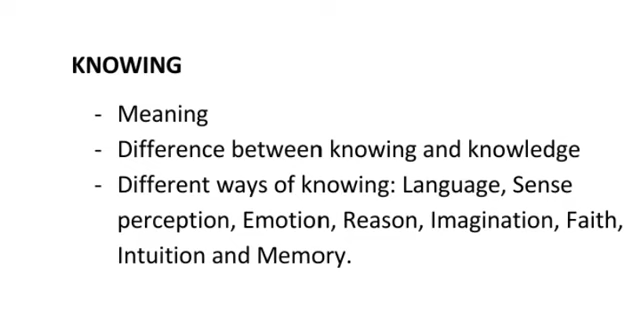 KNOWING
- Meaning
- Difference between knowing and knowledge
- Different ways of knowing: Language, Sense
perception, Emotion, Reason, Imagination, Faith,
Intuition and Memory.